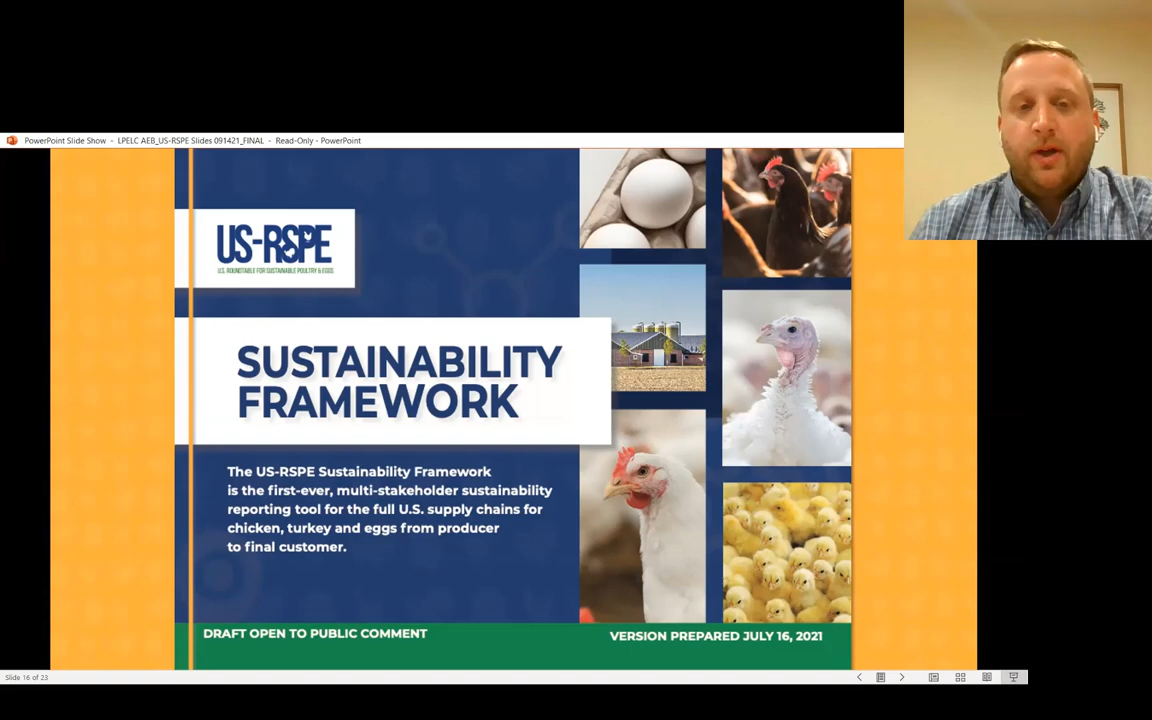 PowerPoint Slide Show - LPELC AEB_US-RSPE Slides 091421_FINAL - Read-Only - PowerPoint
US-RSPE
U.S. ROUNDTABLE FOR SUSTAINABLE POULTRY & EGGS
SUSTAINABILITY
FRAMEWORK
The US-RSPE Sustainability Framework
is the first-ever, multi-stakeholder sustainability
reporting tool for the full U.S. supply chains for
chicken, turkey and eggs from producer
to final customer.
DRAFT OPEN TO PUBLIC COMMENT
VERSION PREPARED JULY 16, 2021
Slide 16 of 23